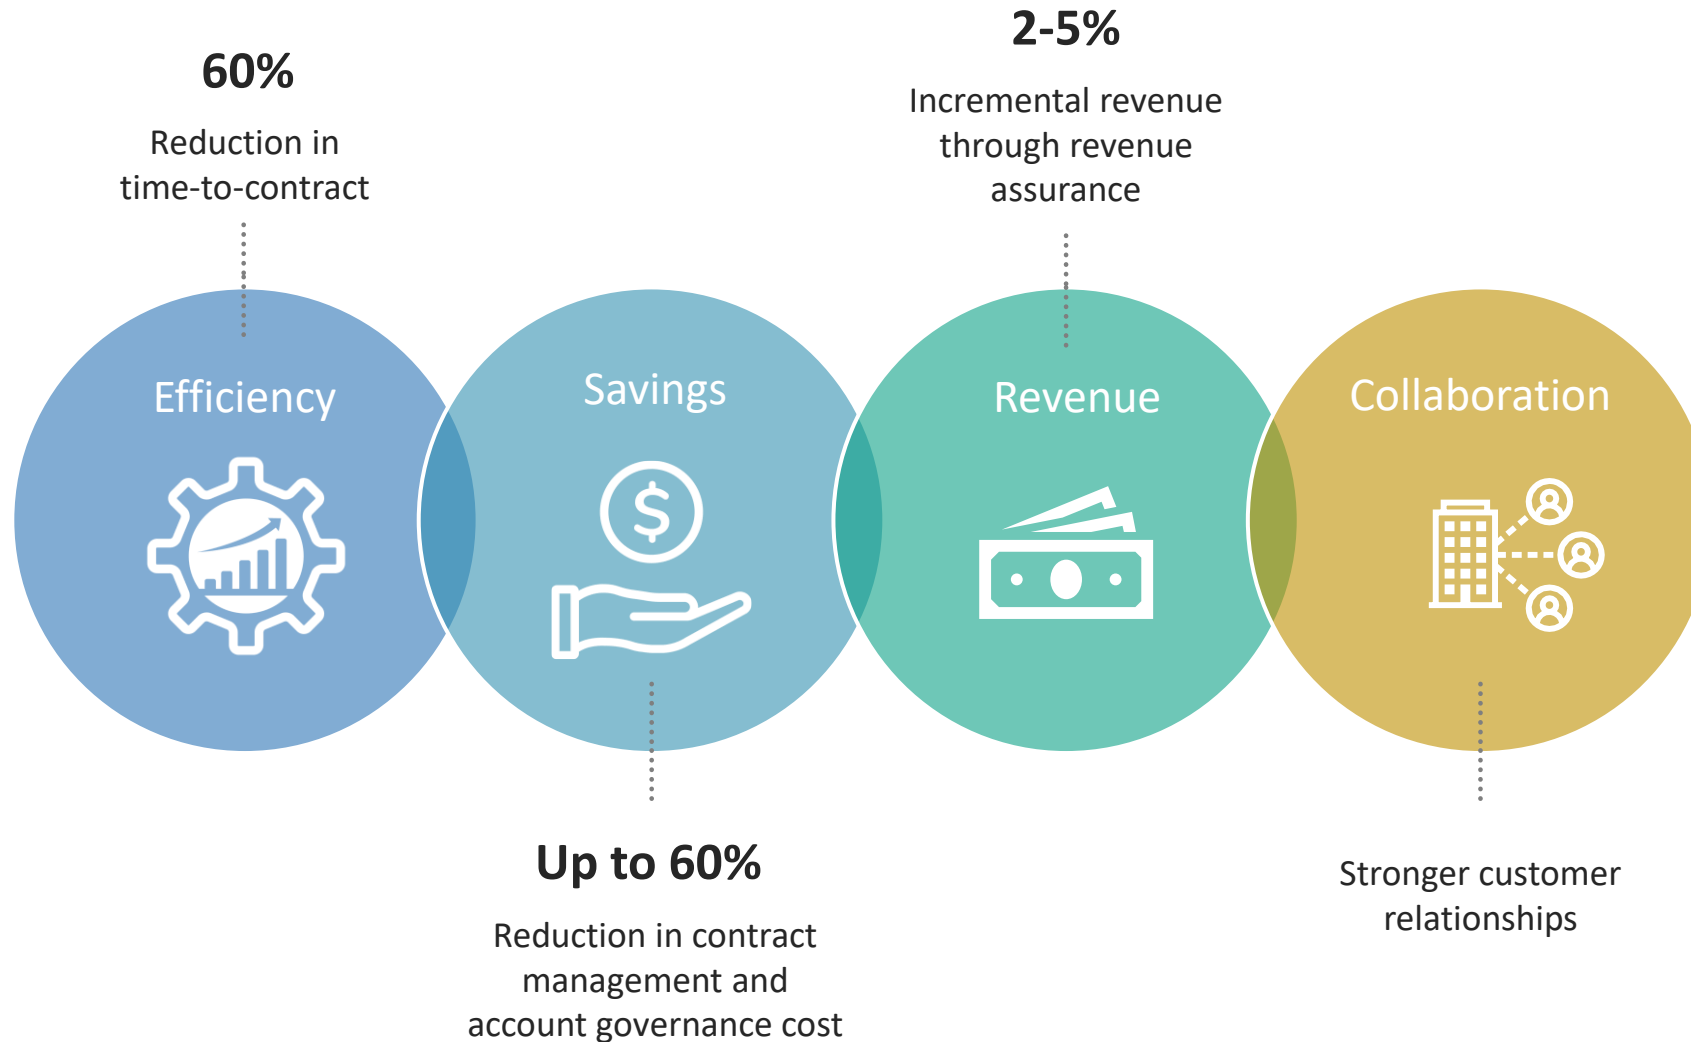 60%
Reduction in
time-to-contract
Efficiency
Savings
Up to 60%
Reduction in contract
management and
account governance cost
2-5%
Incremental revenue
through revenue
assurance
Revenue
Collaboration
Stronger customer
relationships
$